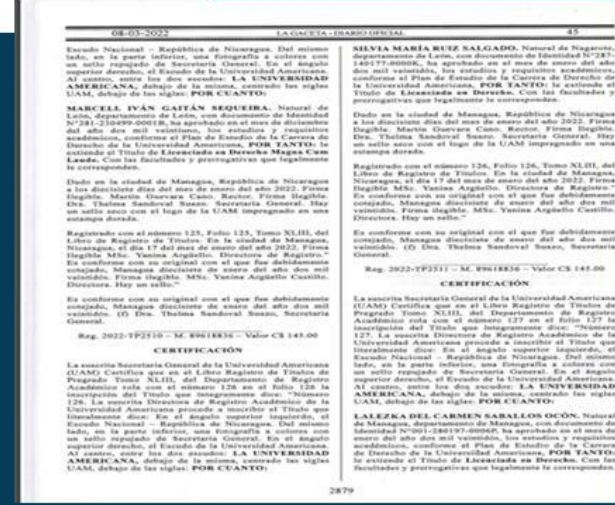 08-03-2022
LA GACETA - DIARIO OFICIAL
45
Escudo Nacional – República de Nicaragua. Del mismo
lado, en la parte inferior, una fotografía a colores con
un sello repujado de Secretaría General. En el ángulo
superior derecho, el Escudo de la Universidad Americana.
Al centro, entre los dos escudos: LA UNIVERSIDAD
AMERICANA, debajo de la misma, centrado las siglas
UAM, debajo de las siglas: POR CUANTO:
MARCELL IVÁN GAITÁN SEQUEIRA. Natural de
León, departamento de León, con documento de Identidad
N°281-230499-0001B, ha aprobado en el mes de diciembre
del año dos mil veintiuno, los estudios y requisitos
académicos, conforme el Plan de Estudio de la Carrera de
Derecho de la Universidad Americana, POR TANTO: le
extiende el Título de Licenciado en Derecho Magna Cum
Laude. Con las facultades y prerrogativas que legalmente
le corresponden.
Dado en la ciudad de Managua, República de Nicaragua
a los diecisiete días del mes de enero del año 2022. Firma
Ilegible. Martín Guevara Cano. Rector. Firma Ilegible.
Dra. Thelma Sandoval Suazo. Secretaria General. Hay
un sello seco con el logo de la UAM impregnado en una
estampa dorada.
Registrado con el número 125, Folio 125, Tomo XLIII, del
Libro de Registro de Títulos. En la ciudad de Managua,
Nicaragua, el día 17 del mes de enero del año 2022. Firma
Ilegible MSc. Yanina Argüello. Directora de Registro."
Es conforme con su original con el que fue debidamente
cotejado, Managua diecisiete de enero del año dos mil
veintidós. Firma ilegible. MSc. Yanina Argüello Castillo.
Directora. Hay un sello."
Es conforme con su original con el que fue debidamente
cotejado, Managua diecisiete de enero del año dos mil
veintidós. (f) Dra. Thelma Sandoval Suazo, Secretaria
General.
Reg. 2022-TP2510 – M. 89618836 – Valor C$ 145.00
CERTIFICACIÓN
La suscrita Secretaria General de la Universidad Americana
(UAM) Certifica que en el Libro Registro de Títulos de
Pregrado Tomo XLIII, del Departamento de Registro
Académico rola con el número 126 en el folio 126 la
inscripción del Título que íntegramente dice: "Número
126. La suscrita Directora de Registro Académico de la
Universidad Americana procede a inscribir el Título que
literalmente dice: En el ángulo superior izquierdo, el
Escudo Nacional – República de Nicaragua. Del mismo
lado, en la parte inferior, una fotografía a colores con
un sello repujado de Secretaría General. En el ángulo
superior derecho, el Escudo de la Universidad Americana.
Al centro, entre los dos escudos: LA UNIVERSIDAD
AMERICANA, debajo de la misma, centrado las siglas
UAM, debajo de las siglas: POR CUANTO:
SILVIA MARÍA RUIZ SALGADO. Natural de Nagarote,
departamento de León, con documento de Identidad N°287-
180177-0000K, ha aprobado en el mes de enero del año
dos mil veintidós, los estudios y requisitos académicos,
conforme el Plan de Estudio de la Carrera de Derecho de
la Universidad Americana, POR TANTO: le extiende el
Título de Licenciada en Derecho. Con las facultades y
prerrogativas que legalmente le corresponden.
Dado en la ciudad de Managua, República de Nicaragua
a los diecisiete días del mes de enero del año 2022. Firma
Ilegible. Martín Guevara Cano. Rector. Firma Ilegible.
Dra. Thelma Sandoval Suazo. Secretaria General. Hay
un sello seco con el logo de la UAM impregnado en una
estampa dorada.
Registrado con el número 126, Folio 126, Tomo XLIII, del
Libro de Registro de Títulos. En la ciudad de Managua,
Nicaragua, el día 17 del mes de enero del año 2022. Firma
Ilegible MSc. Yanina Argüello. Directora de Registro."
Es conforme con su original con el que fue debidamente
cotejado, Managua diecisiete de enero del año dos mil
veintidós. Firma ilegible. MSc. Yanina Argüello Castillo.
Directora. Hay un sello."
Es conforme con su original con el que fue debidamente
cotejado, Managua diecisiete de enero del año dos mil
veintidós. (f) Dra. Thelma Sandoval Suazo, Secretaria
General.
Reg. 2022-TP2511 – M. 89618836 – Valor C$ 145.00
CERTIFICACIÓN
La suscrita Secretaria General de la Universidad Americana
(UAM) Certifica que en el Libro Registro de Títulos de
Pregrado Tomo XLIII, del Departamento de Registro
Académico rola con el número 127 en el folio 127 la
inscripción del Título que íntegramente dice: "Número
127. La suscrita Directora de Registro Académico de la
Universidad Americana procede a inscribir el Título que
literalmente dice: En el ángulo superior izquierdo, el
Escudo Nacional – República de Nicaragua. Del mismo
lado, en la parte inferior, una fotografía a colores con
un sello repujado de Secretaría General. En el ángulo
superior derecho, el Escudo de la Universidad Americana.
Al centro, entre los dos escudos: LA UNIVERSIDAD
AMERICANA, debajo de la misma, centrado las siglas
UAM, debajo de las siglas: POR CUANTO:
LALEZKA DEL CARMEN SABALLOS OCÓN. Natural
de Managua, departamento de Managua, con documento de
Identidad N°001-280197-0006P, ha aprobado en el mes de
enero del año dos mil veintidós, los estudios y requisitos
académicos, conforme el Plan de Estudio de la Carrera
de Derecho de la Universidad Americana, POR TANTO:
le extiende el Título de Licenciada en Derecho. Con las
facultades y prerrogativas que legalmente le corresponden.
2879